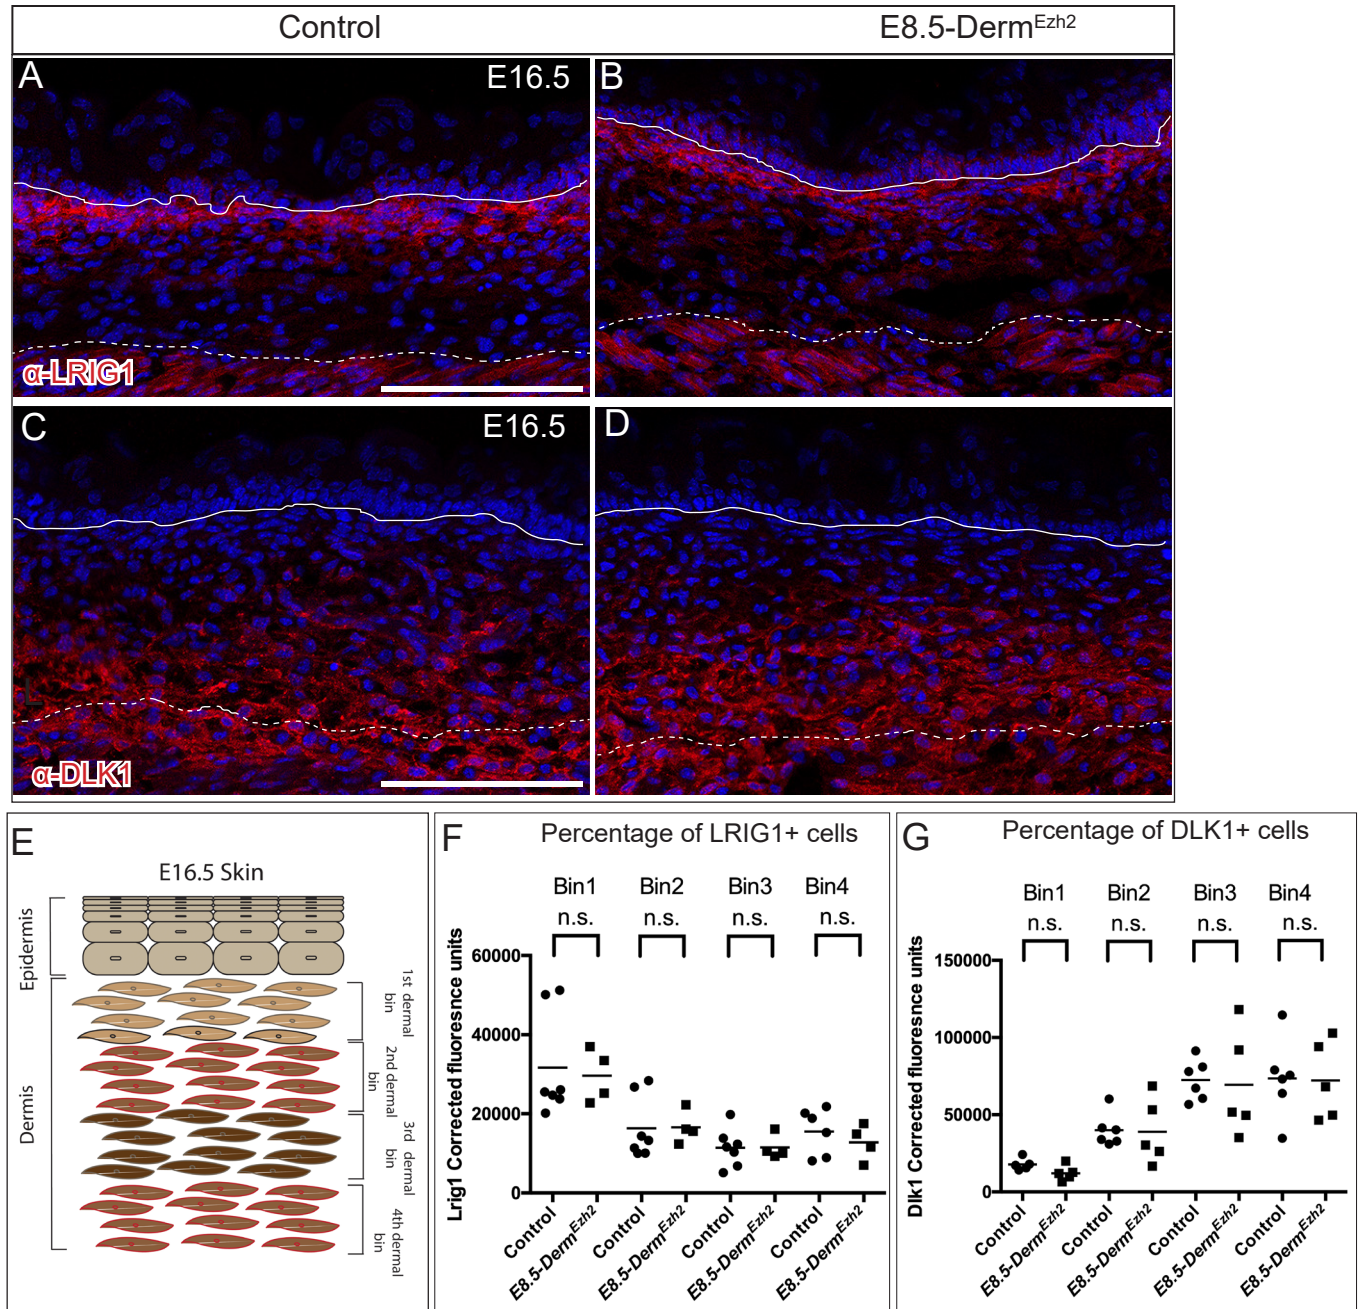 Control
E8.5-Derm^Ezh2
A
E16.5
B
α-LRIG1
C
E16.5
D
α-DLK1
E
E16.5 Skin
Epidermis
Dermis
1st dermal
bin
2nd dermal
bin
3rd dermal
bin
4th dermal
bin
F
Percentage of LRIG1+ cells
Bin1 Bin2 Bin3 Bin4
n.s. n.s. n.s. n.s.
Lrig1 Corrected fluoresnce units
60000
40000
20000
0
Control
E8.5-Derm^Ezh2
Control
E8.5-Derm^Ezh2
Control
E8.5-Derm^Ezh2
Control
E8.5-Derm^Ezh2
G
Percentage of DLK1+ cells
Bin1 Bin2 Bin3 Bin4
n.s. n.s. n.s. n.s.
Dlk1 Corrected fluoresnce units
150000
100000
50000
0
Control
E8.5-Derm^Ezh2
Control
E8.5-Derm^Ezh2
Control
E8.5-Derm^Ezh2
Control
E8.5-Derm^Ezh2